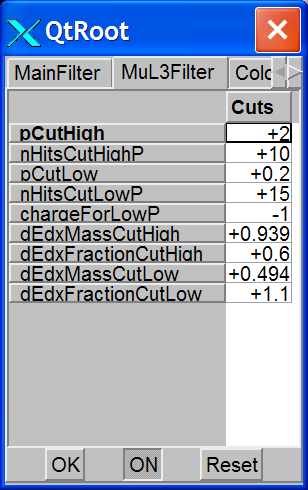 QtRoot
MainFilter MuL3Filter Colo
Cuts
pCutHigh +2
nHitsCutHighP +10
pCutLow +0.2
nHitsCutLowP +15
chargeForLowP -1
dEdxMassCutHigh +0.939
dEdxFractionCutHigh +0.6
dEdxMassCutLow +0.494
dEdxFractionCutLow +1.1
OK ON Reset